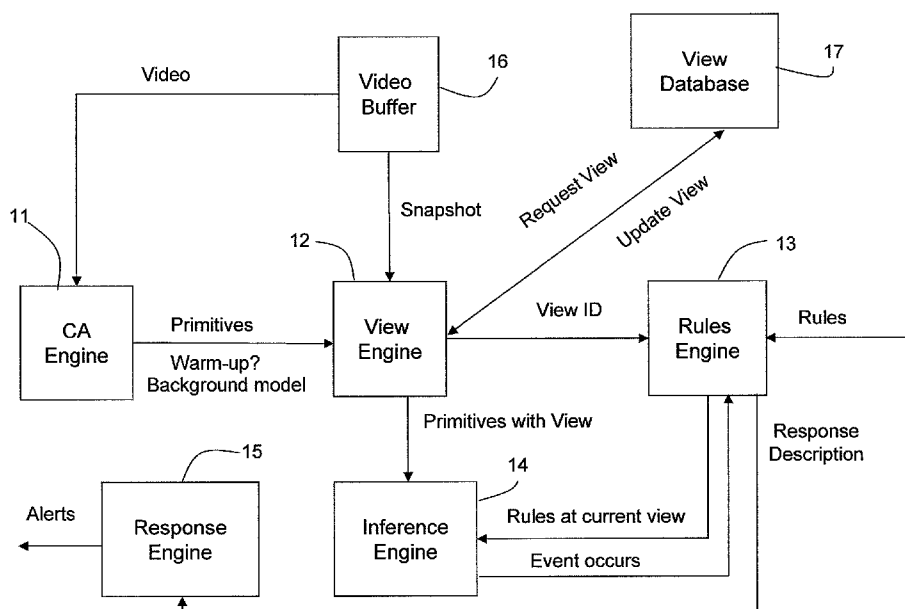 Video
Video
Buffer
16
View
Database
17
Snapshot
Request View
Update View
11
12
13
CA
Engine
Primitives
Warm-up?
Background model
View
Engine
View ID
Rules
Engine
Rules
Primitives with View
Response
Description
15
14
Alerts
Response
Engine
Inference
Engine
Rules at current view
Event occurs